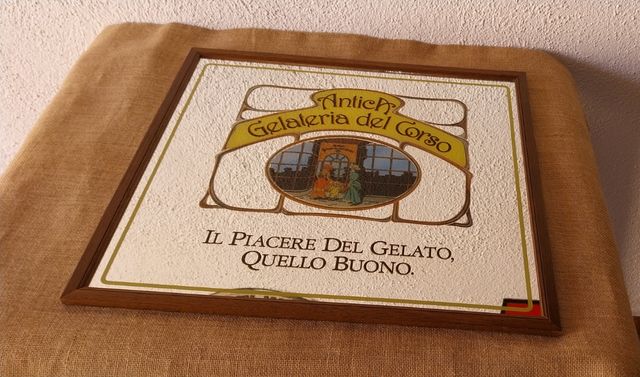 Antica
Gelateria del Corso
IL PIACERE DEL GELATO,
QUELLO BUONO.